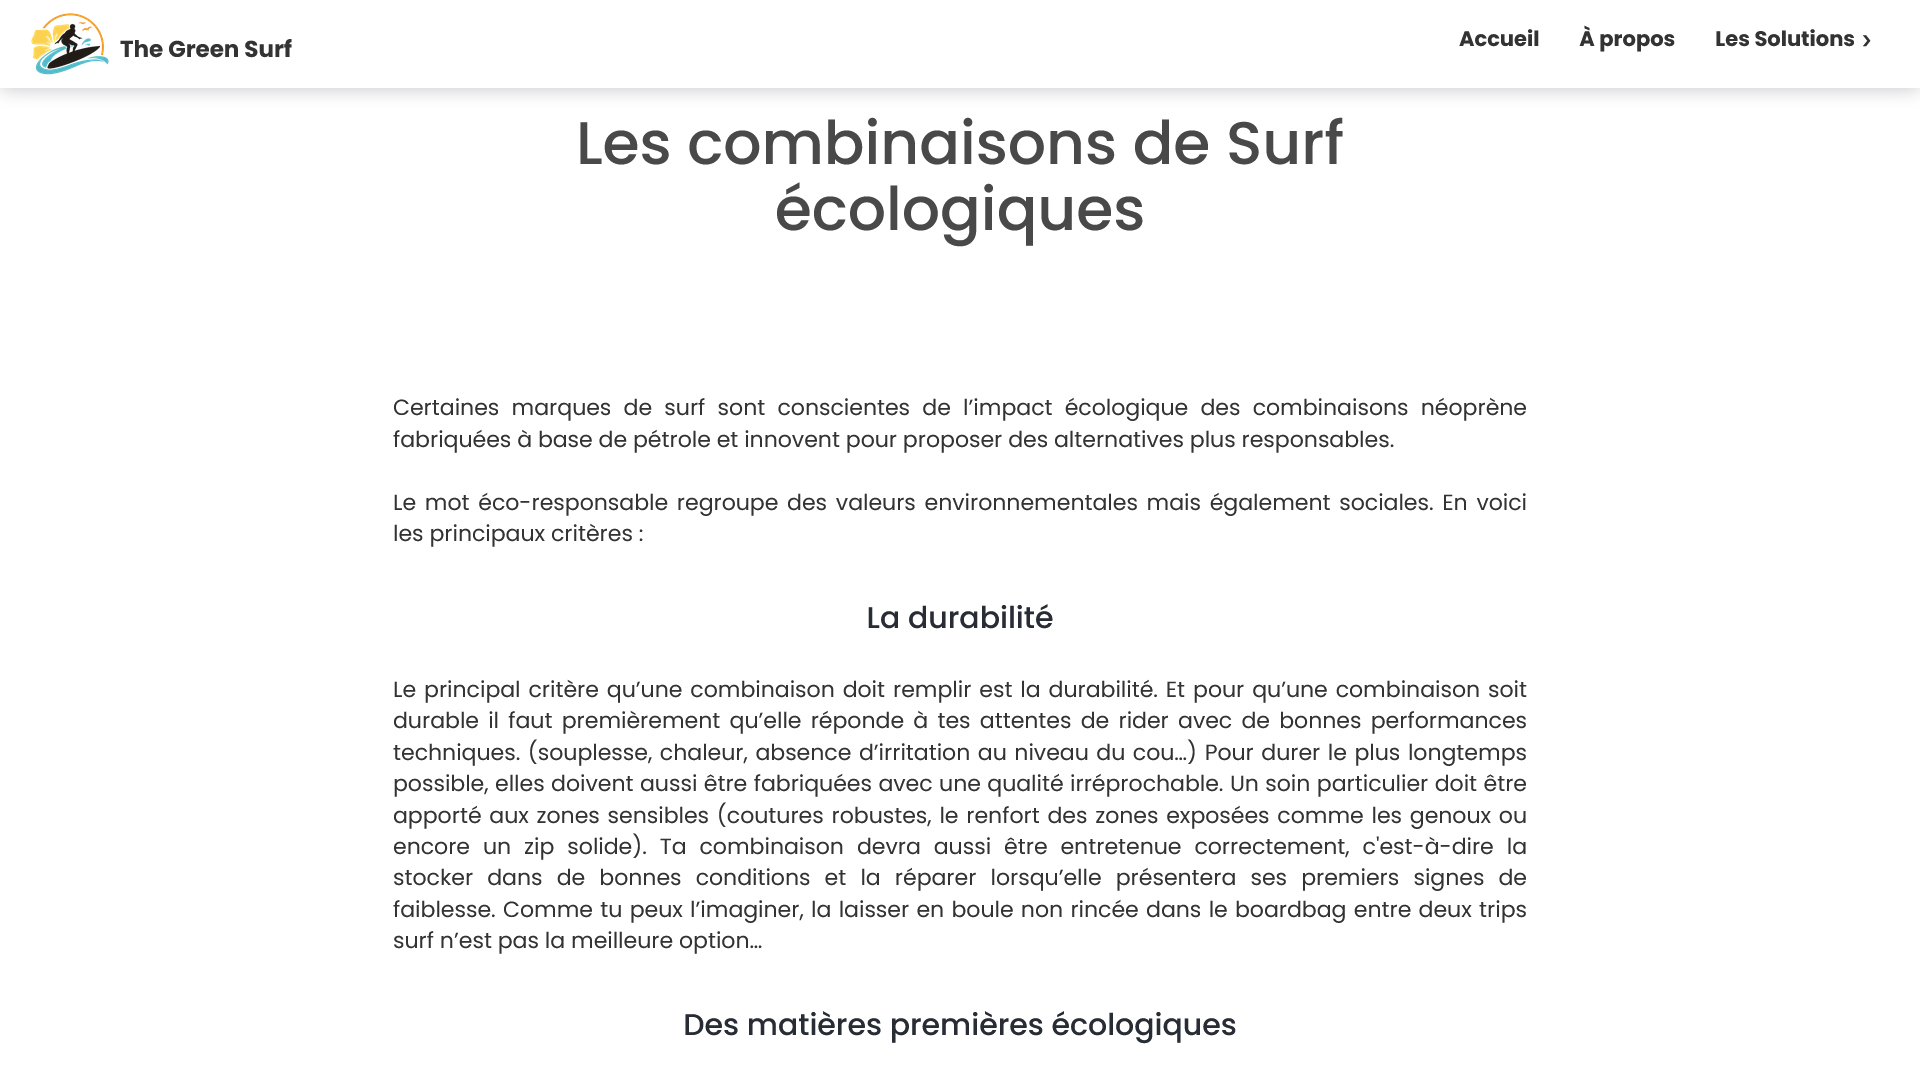 The Green Surf
Accueil
À propos
Les Solutions ›
Les combinaisons de Surf
écologiques
Certaines marques de surf sont conscientes de l’impact écologique des combinaisons néoprène
fabriquées à base de pétrole et innovent pour proposer des alternatives plus responsables.
Le mot éco-responsable regroupe des valeurs environnementales mais également sociales. En voici
les principaux critères :
La durabilité
Le principal critère qu’une combinaison doit remplir est la durabilité. Et pour qu’une combinaison soit
durable il faut premièrement qu’elle réponde à tes attentes de rider avec de bonnes performances
techniques. (souplesse, chaleur, absence d’irritation au niveau du cou…) Pour durer le plus longtemps
possible, elles doivent aussi être fabriquées avec une qualité irréprochable. Un soin particulier doit être
apporté aux zones sensibles (coutures robustes, le renfort des zones exposées comme les genoux ou
encore un zip solide). Ta combinaison devra aussi être entretenue correctement, c'est-à-dire la
stocker dans de bonnes conditions et la réparer lorsqu’elle présentera ses premiers signes de
faiblesse. Comme tu peux l’imaginer, la laisser en boule non rincée dans le boardbag entre deux trips
surf n’est pas la meilleure option…
Des matières premières écologiques